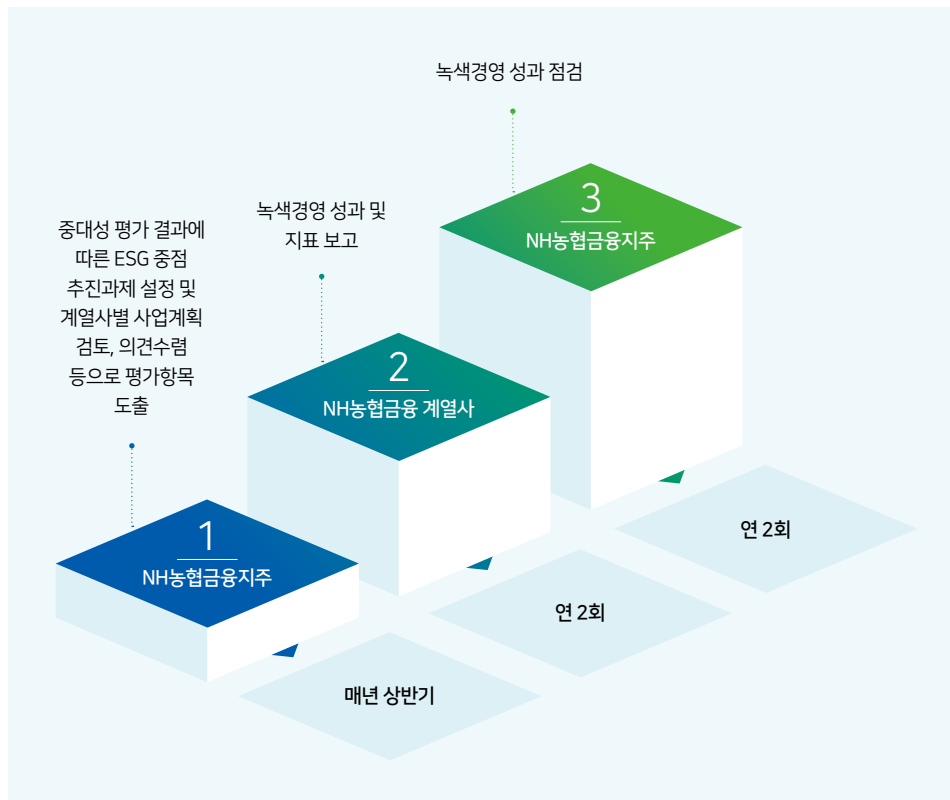 중대성 평가 결과에
따른 ESG 중점
추진과제 설정 및
계열사별 사업계획
검토, 의견수렴
등으로 평가항목
도출
1
NH농협금융지주
매년 상반기
녹색경영 성과 및
지표 보고
2
NH농협금융 계열사
연 2회
녹색경영 성과 점검
3
NH농협금융지주
연 2회